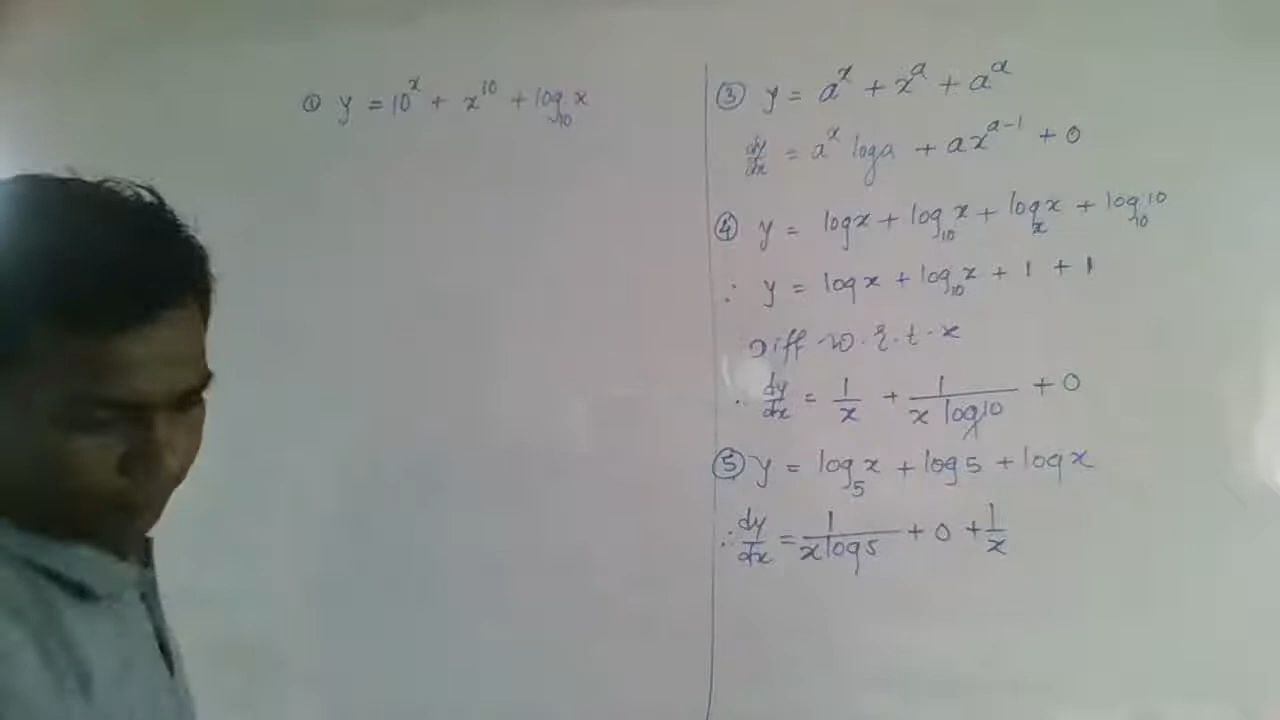 ① y = 10^x + x^10 + log_10 x
③ y = a^x + x^a + a^a
dy/dx = a^x log a + ax^(a-1) + 0
④ y = log x + log_10 x + log_x x + log_10 10
∴ y = log x + log_10 x + 1 + 1
Diff w.r.t. x
∴ dy/dx = 1/x + 1/(x log 10) + 0
⑤ y = log_5 x + log 5 + log x
∴ dy/dx = 1/(x log 5) + 0 + 1/x